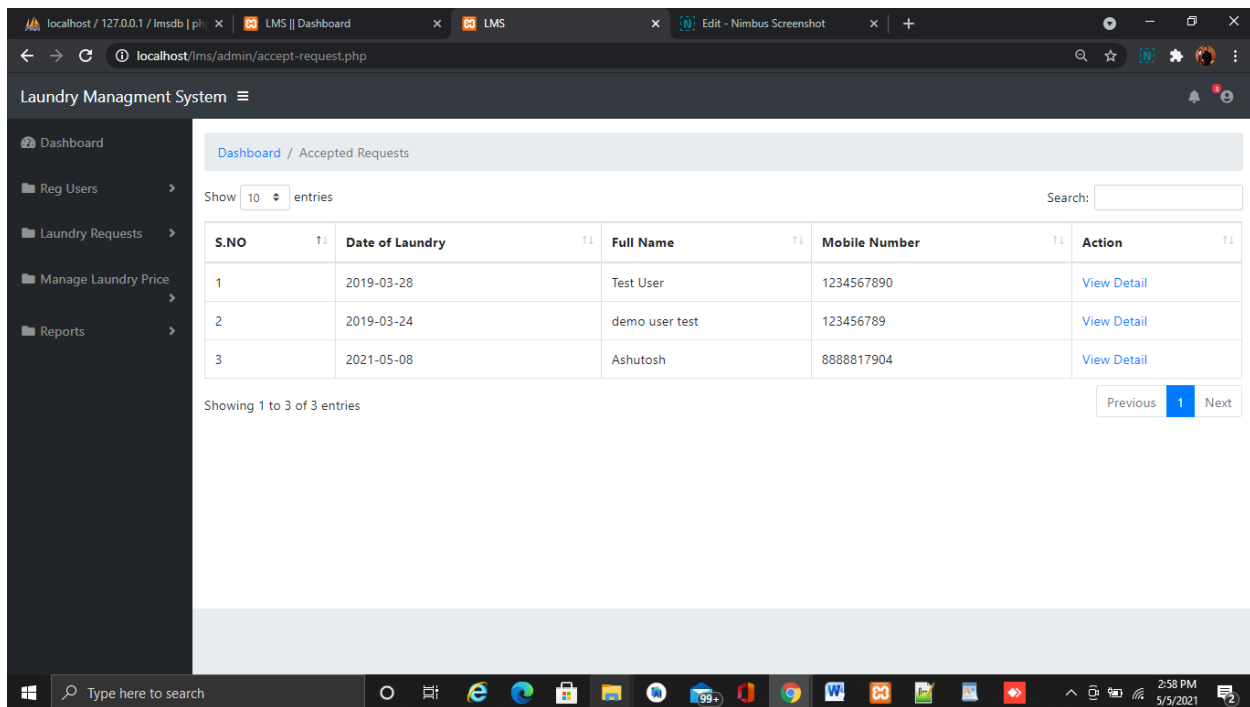 localhost / 127.0.0.1 / lmsdb | ph
LMS || Dashboard
LMS
Edit - Nimbus Screenshot
localhost/lms/admin/accept-request.php
Laundry Managment System
3
Dashboard
Reg Users
Laundry Requests
Manage Laundry Price
Reports
Dashboard / Accepted Requests
Show 10 entries
Search:
S.NO Date of Laundry Full Name Mobile Number Action
1 2019-03-28 Test User 1234567890 View Detail
2 2019-03-24 demo user test 123456789 View Detail
3 2021-05-08 Ashutosh 8888817904 View Detail
Showing 1 to 3 of 3 entries
Previous 1 Next
Type here to search
99+
2:58 PM
5/5/2021
2